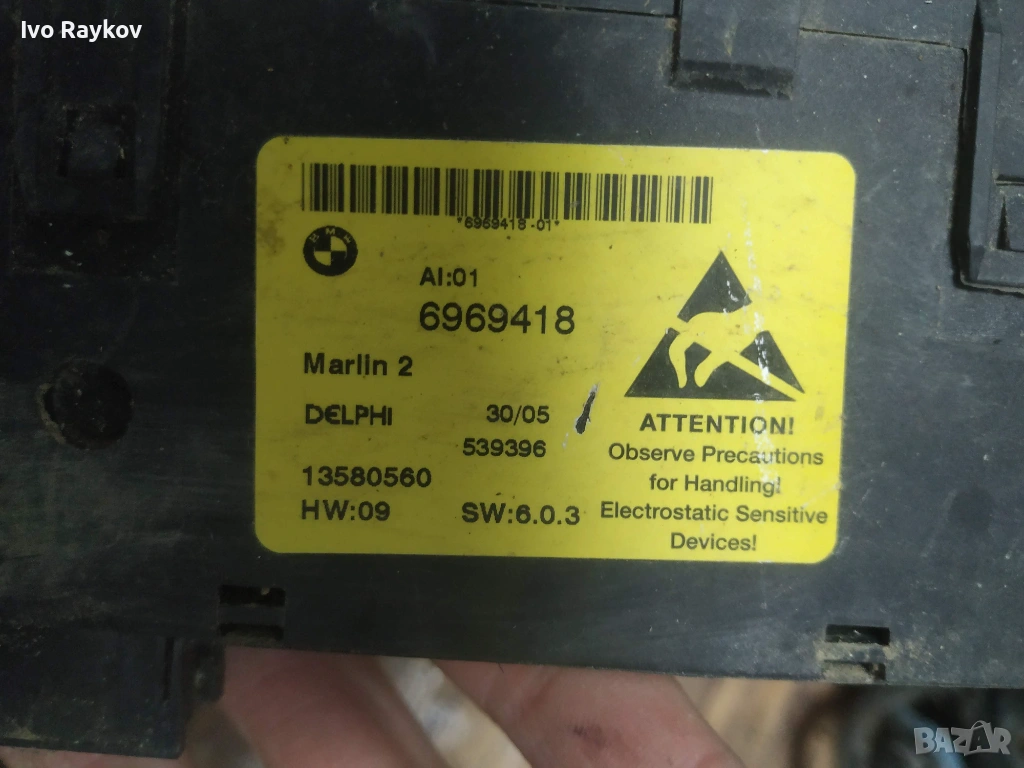 Ivo Raykov
*6969418-01*
BMW
AI:01
6969418
Marlin 2
DELPHI 30/05
539396
13580560
HW:09 SW:6.0.3
ATTENTION!
Observe Precautions
for Handling!
Electrostatic Sensitive
Devices!
BAZAR